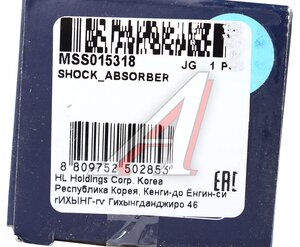 MSS015318
JG 1 P
SHOCK_ABSORBER
8 809752 502853
HL Holdings Corp. Korea
Республика Корея, Кенги-до Ёнгин-си
гИХЫНГ-гу Гихынгданджиро 46
EAC